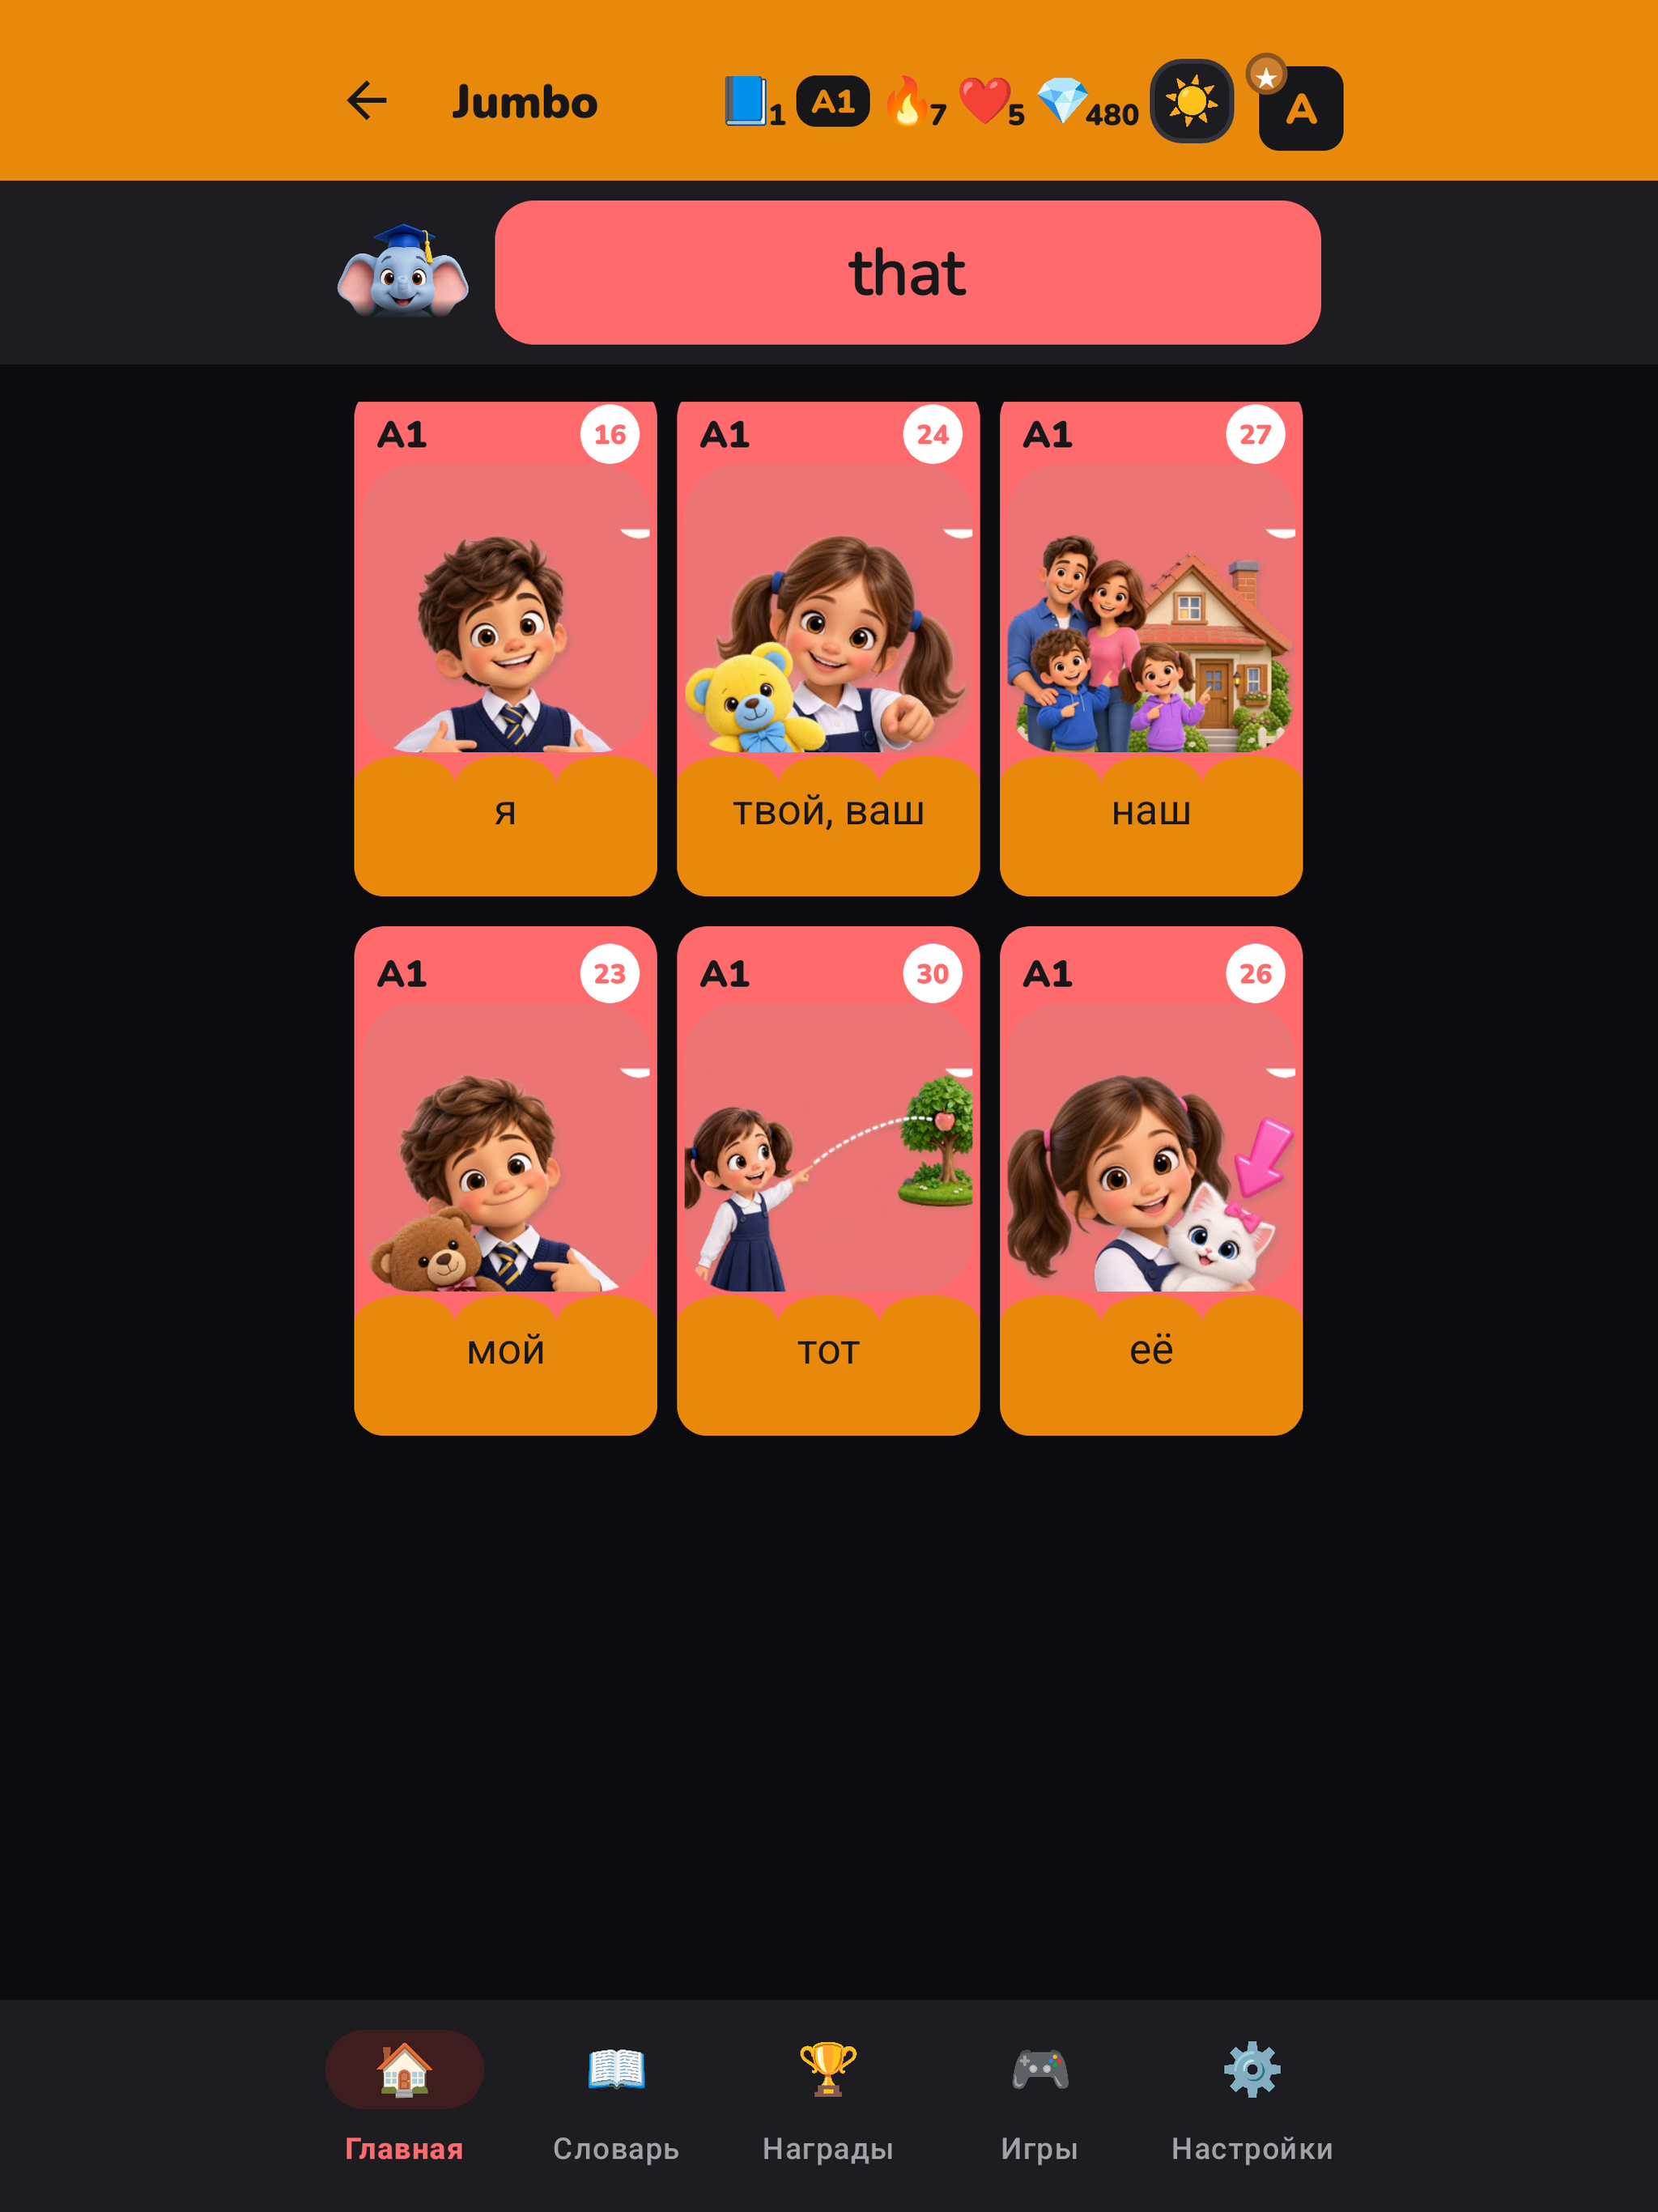 Jumbo 1 A1 7 5 480 A
that
A1 16 A1 24 A1 27
я твой, ваш наш
A1 23 A1 30 A1 26
мой тот её
Главная Словарь Награды Игры Настройки